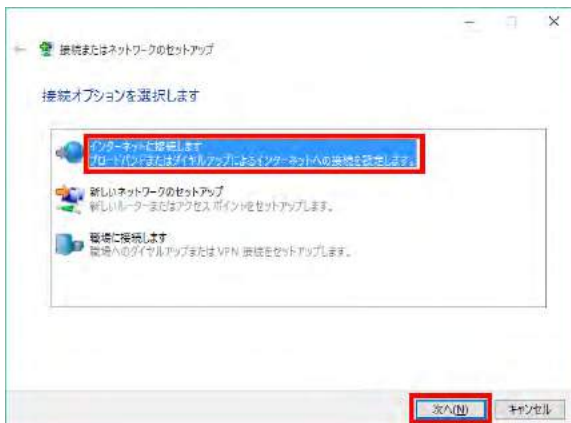 接続またはネットワークのセットアップ
接続オプションを選択します
インターネットに接続します
ブロードバンドまたはダイヤルアップによるインターネットへの接続を設定します。
新しいネットワークのセットアップ
新しいルーターまたはアクセス ポイントをセットアップします。
職場に接続します
職場へのダイヤルアップまたは VPN 接続をセットアップします。
次へ(N) キャンセル